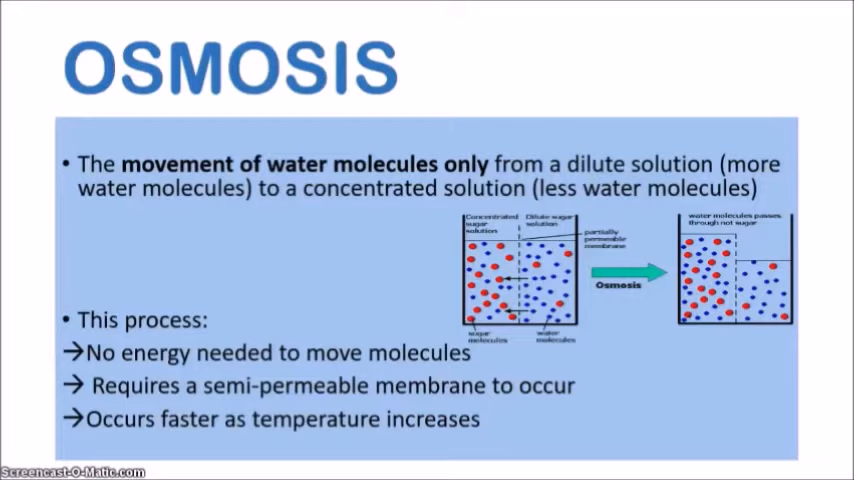 OSMOSIS
• The movement of water molecules only from a dilute solution (more
water molecules) to a concentrated solution (less water molecules)
Concentrated
sugar
solution
Dilute sugar
solution
partially
permeable
membrane
Osmosis
water molecules passes
through not sugar
sugar
molecules
water
molecules
• This process:
→No energy needed to move molecules
→ Requires a semi-permeable membrane to occur
→Occurs faster as temperature increases
Screencast-O-Matic.com